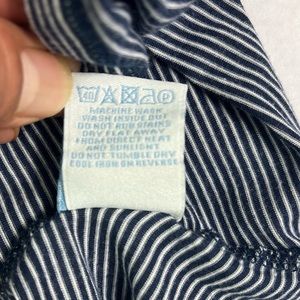 40
MACHINE WASH
WASH INSIDE OUT
DO NOT RUB STAINS
DRY FLAT AWAY
FROM DIRECT HEAT
AND SUNLIGHT
DO NOT TUMBLE DRY
COOL IRON ON REVERSE